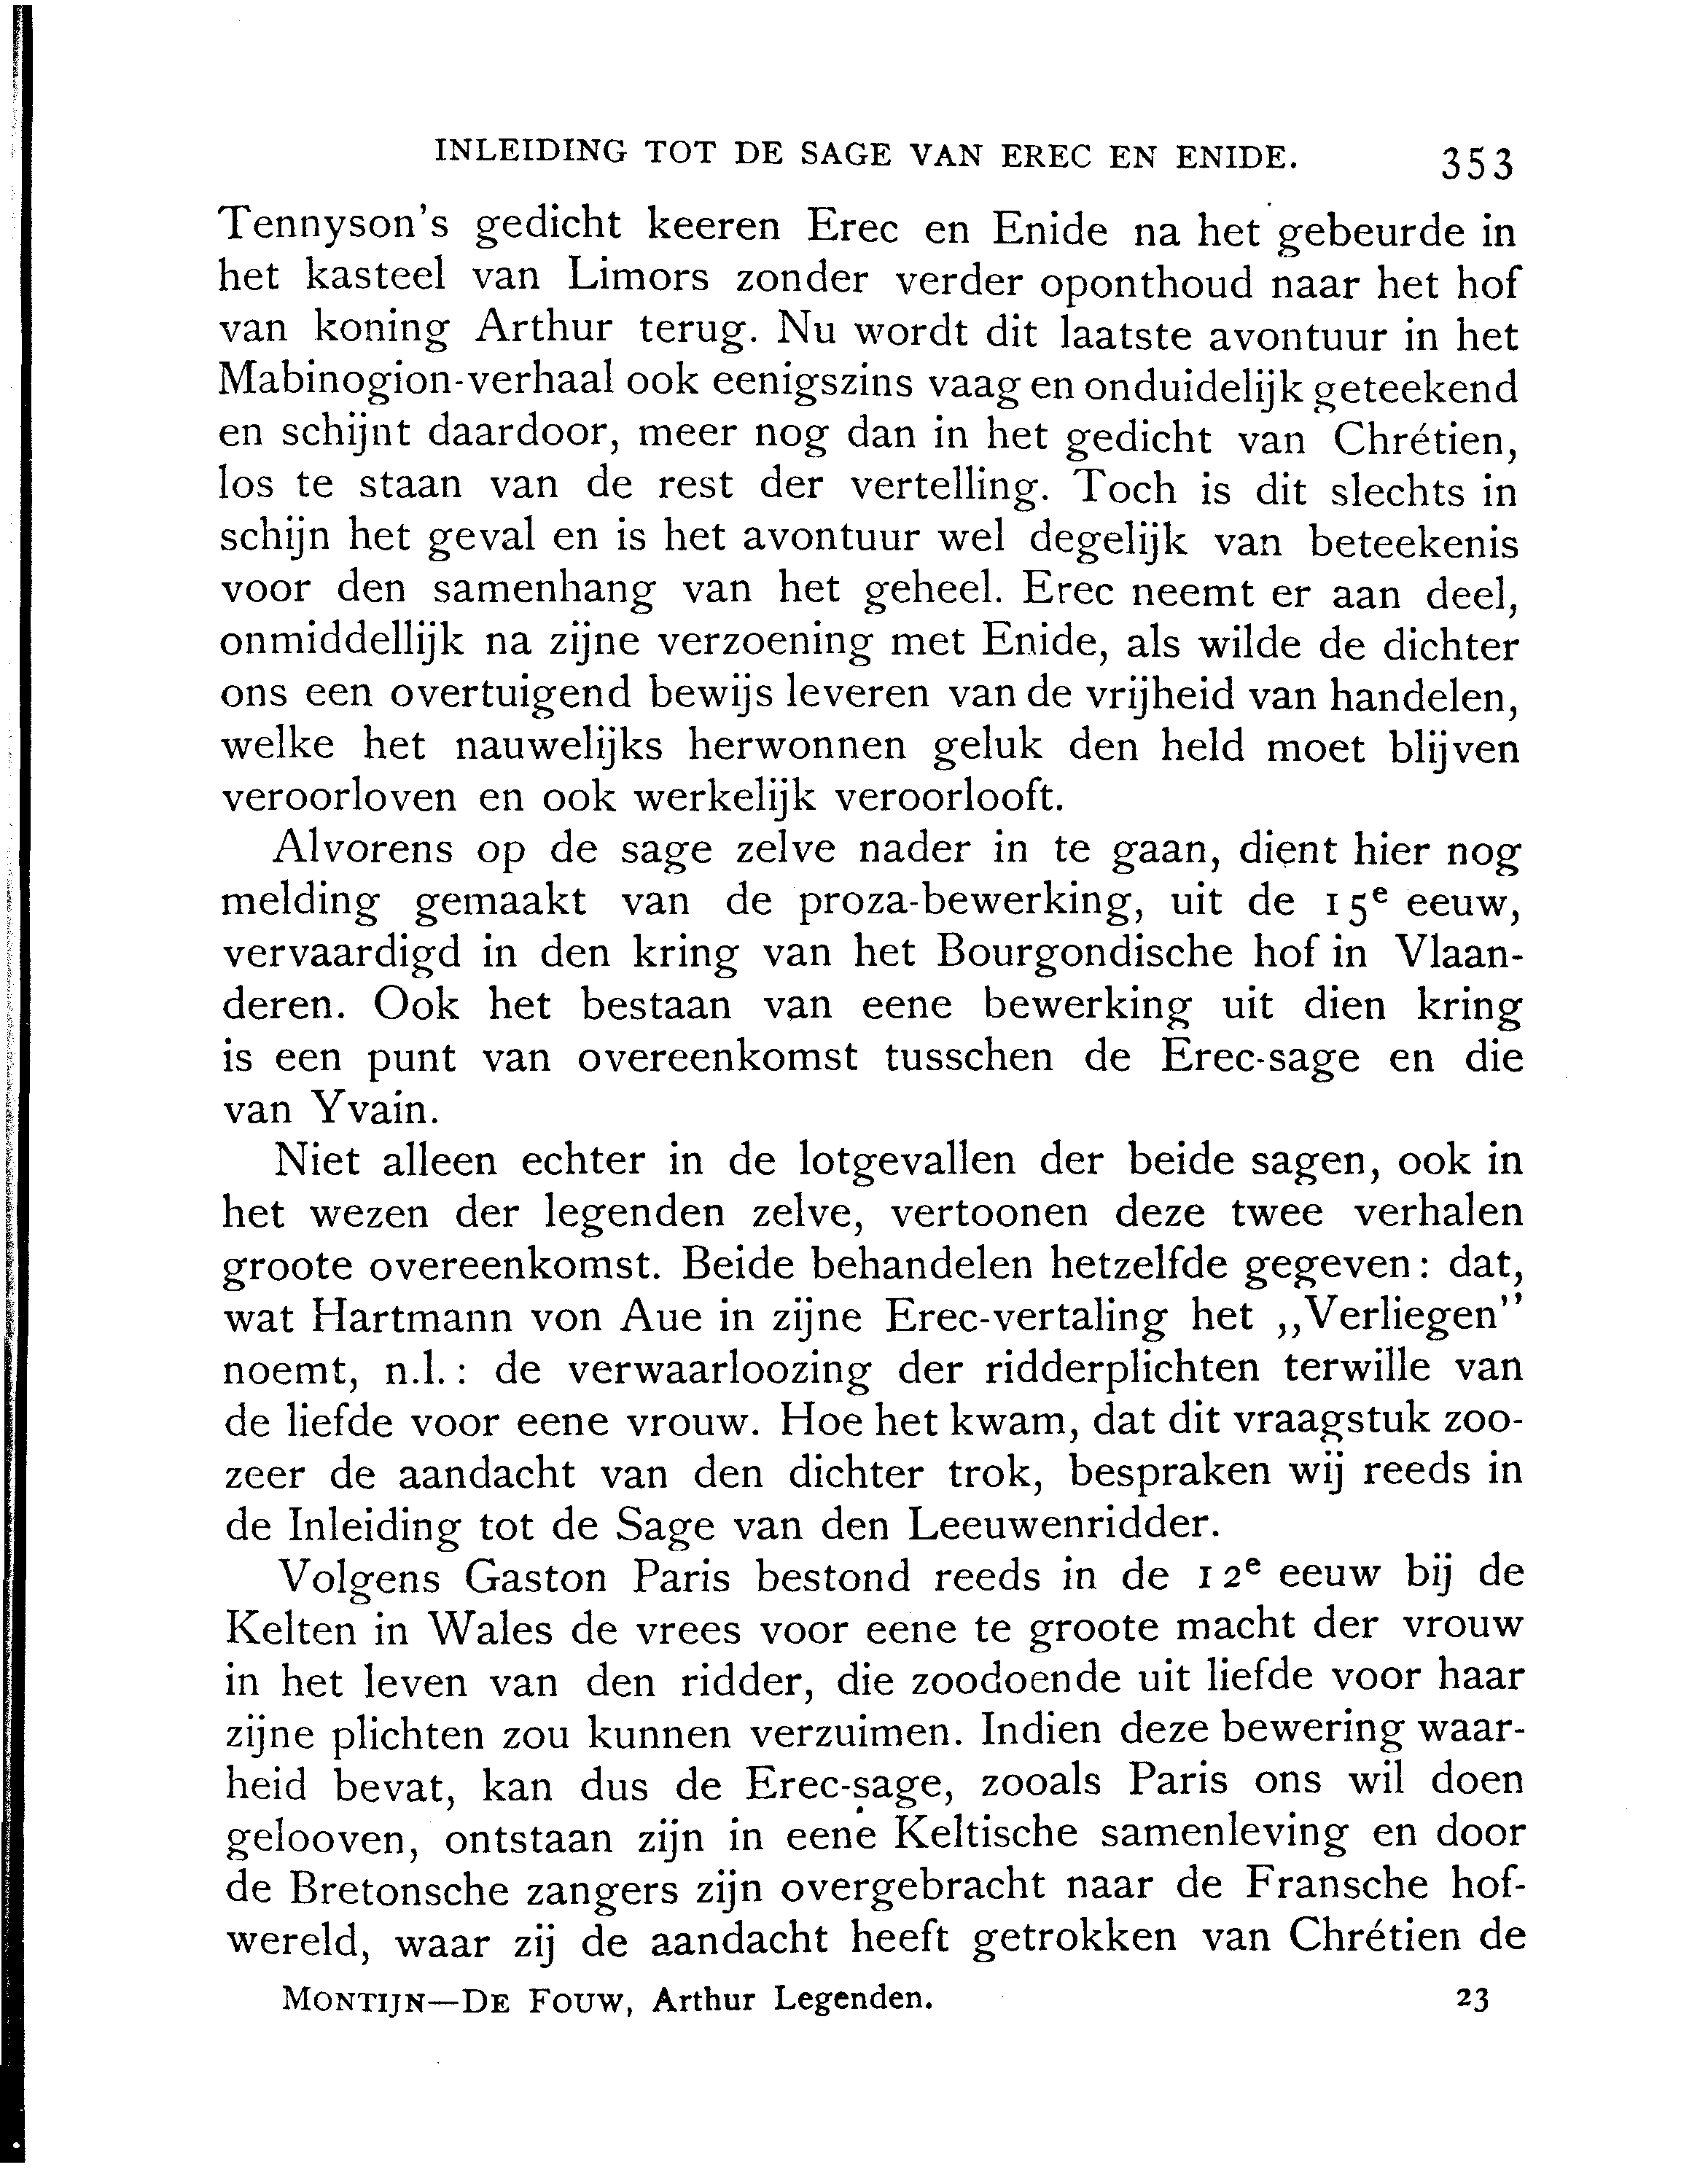 INLEIDING TOT DE SAGE VAN EREC EN ENIDE. 353
Tennyson's gedicht keeren Erec en Enide na het gebeurde in
het kasteel van Limors zonder verder oponthoud naar het hof
van koning Arthur terug. Nu wordt dit laatste avontuur in het
Mabinogion-verhaal ook eenigszins vaag en onduidelijk geteekend
en schijnt daardoor, meer nog dan in het gedicht van Chrétien,
los te staan van de rest der vertelling. Toch is dit slechts in
schijn het geval en is het avontuur wel degelijk van beteekenis
voor den samenhang van het geheel. Erec neemt er aan deel,
onmiddellijk na zijne verzoening met Enide, als wilde de dichter
ons een overtuigend bewijs leveren van de vrijheid van handelen,
welke het nauwelijks herwonnen geluk den held moet blijven
veroorloven en ook werkelijk veroorlooft.
Alvorens op de sage zelve nader in te gaan, dient hier nog
melding gemaakt van de proza-bewerking, uit de 15e eeuw,
vervaardigd in den kring van het Bourgondische hof in Vlaan-
deren. Ook het bestaan van eene bewerking uit dien kring
is een punt van overeenkomst tusschen de Erec-sage en die
van Yvain.
Niet alleen echter in de lotgevallen der beide sagen, ook in
het wezen der legenden zelve, vertoonen deze twee verhalen
groote overeenkomst. Beide behandelen hetzelfde gegeven: dat,
wat Hartmann von Aue in zijne Erec-vertaling het ,,Verliegen''
noemt, n.l.: de verwaarloozing der ridderplichten terwille van
de liefde voor eene vrouw. Hoe het kwam, dat dit vraagstuk zoo-
zeer de aandacht van den dichter trok, bespraken wij reeds in
de Inleiding tot de Sage van den Leeuwenridder.
Volgens Gaston Paris bestond reeds in de 12e eeuw bij de
Kelten in Wales de vrees voor eene te groote macht der vrouw
in het leven van den ridder, die zoodoende uit liefde voor haar
zijne plichten zou kunnen verzuimen. Indien deze bewering waar-
heid bevat, kan dus de Erec-sage, zooals Paris ons wil doen
gelooven, ontstaan zijn in eene Keltische samenleving en door
de Bretonsche zangers zijn overgebracht naar de Fransche hof-
wereld, waar zij de aandacht heeft getrokken van Chrétien de
MONTIJN—DE FOUW, Arthur Legenden. 23